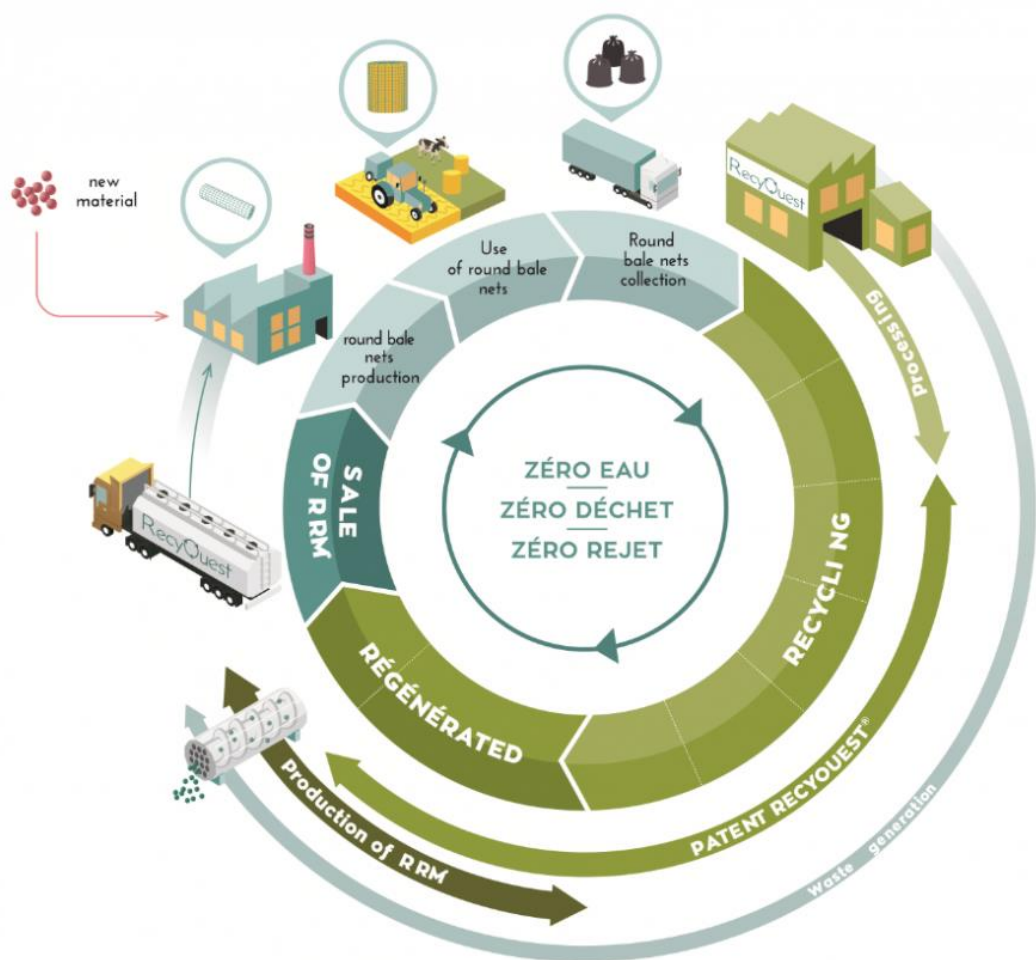 new
material
RecyOuest
Use
of round bale
nets
Round
bale nets
collection
round bale
nets
production
Processing
SALE
OF RRM
RecyOuest
ZÉRO EAU
ZÉRO DÉCHET
ZÉRO REJET
RECYCLI NG
RÉGÉNÉRATED
Production of RRM
PATENT RECYOUEST®
Waste generation